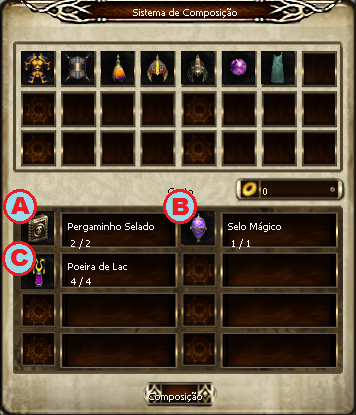 Sistema de Composição
0
A
B
Pergaminho Selado
2 / 2
Selo Mágico
1 / 1
C
Poeira de Lac
4 / 4
Composição